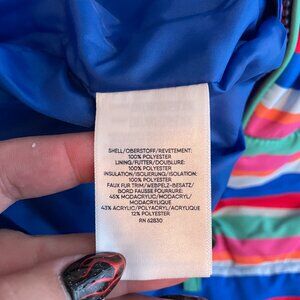 SHELL/OBERSTOFF/REVETEMENT:
100% POLYESTER
LINING/FUTTER/DOUBLURE:
100% POLYESTER
INSULATION/ISOLIERUNG/ISOLATION:
100% POLYESTER
FAUX FUR TRIM/WEBPELZ-BESATZ/
BORD FAUSSE FOURRURE:
45% MODACRYLIC/MODACRYL/
MODACRYLIQUE
43% ACRYLIC/POLYACRYL/ACRYLIQUE
12% POLYESTER
RN 62830